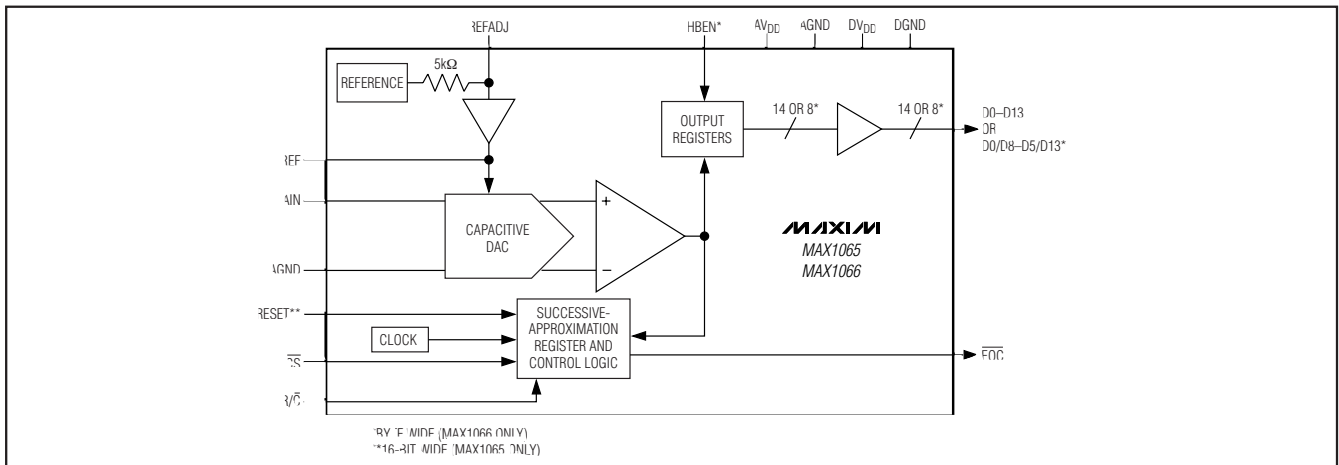 REFADJ HBEN* AVDD AGND DVDD DGND
5kΩ
REFERENCE
OUTPUT
REGISTERS
14 OR 8* 14 OR 8*
D0–D13
OR
D0/D8–D5/D13*
REF
AIN
AGND
CAPACITIVE
DAC
+
−
MAXIM
MAX1065
MAX1066
RESET**
CLOCK
CS
R/C
SUCCESSIVE-
APPROXIMATION
REGISTER AND
CONTROL LOGIC
EOC
*BYTE WIDE (MAX1066 ONLY)
**16-BIT WIDE (MAX1065 ONLY)